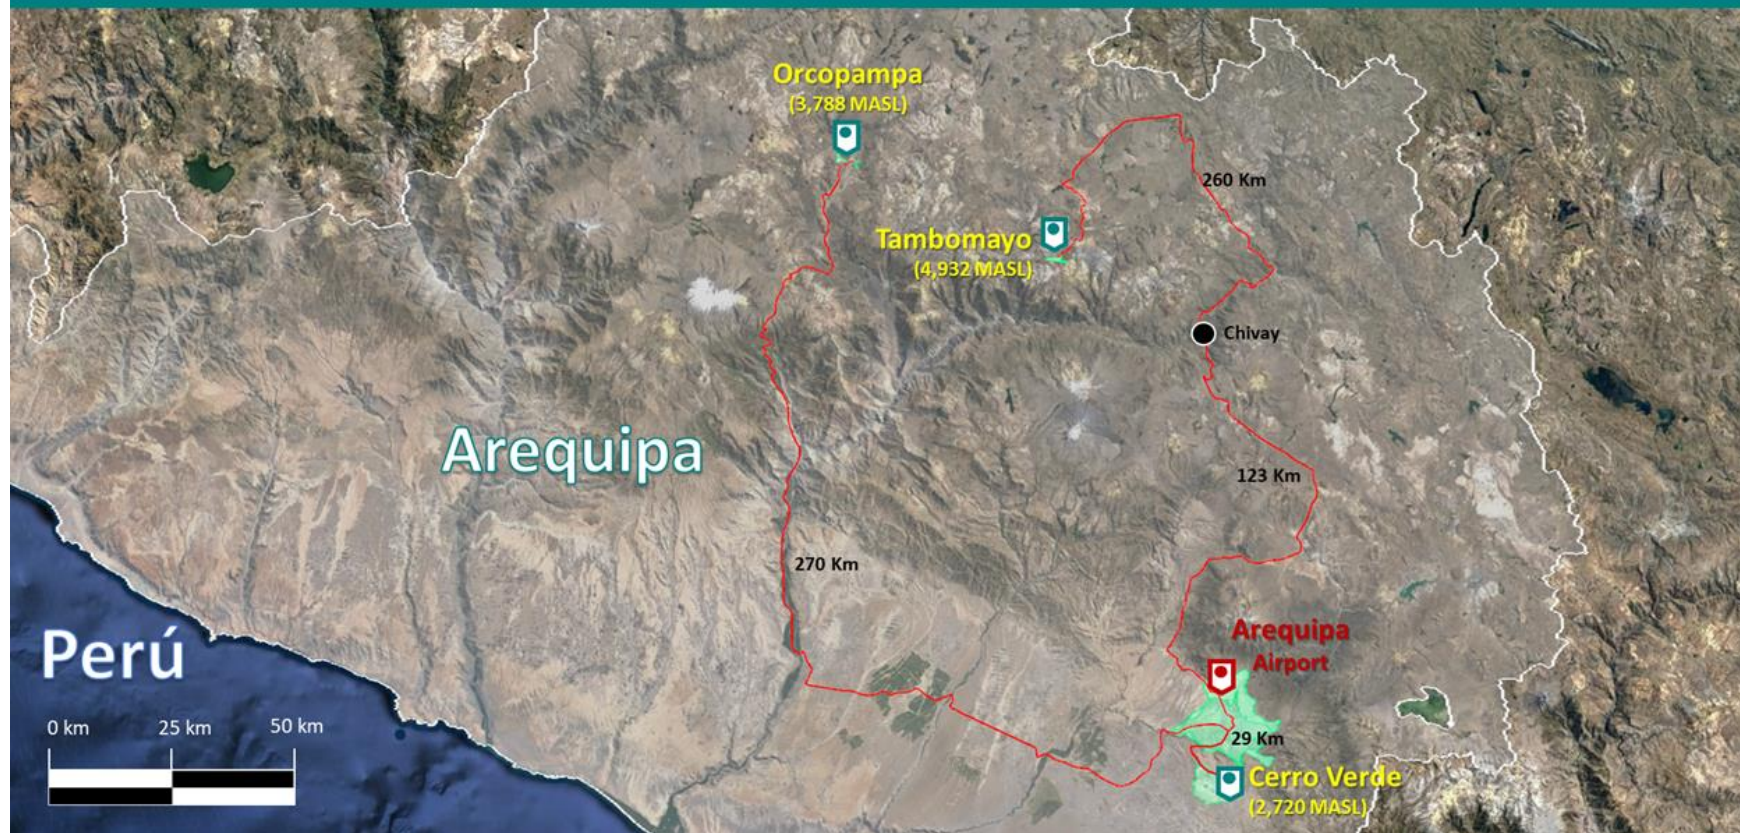 Orcopampa
(3,788 MASL)
260 Km
Tambomayo
(4,932 MASL)
Chivay
Arequipa
123 Km
270 Km
Perú
Arequipa
Airport
0 km
25 km
50 km
29 Km
Cerro Verde
(2,720 MASL)